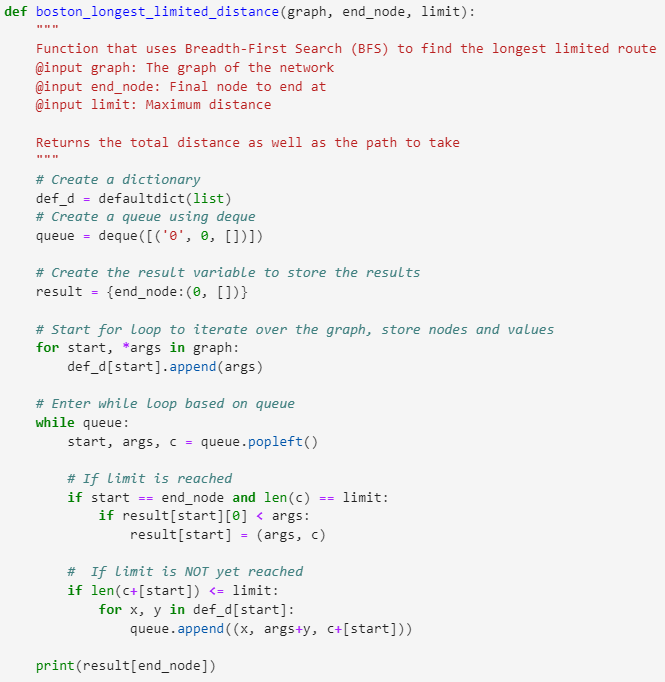 def boston_longest_limited_distance(graph, end_node, limit):
    """
    Function that uses Breadth-First Search (BFS) to find the longest limited route
    @input graph: The graph of the network
    @input end_node: Final node to end at
    @input limit: Maximum distance

    Returns the total distance as well as the path to take
    """
    # Create a dictionary
    def_d = defaultdict(list)
    # Create a queue using deque
    queue = deque([('0', 0, [])])

    # Create the result variable to store the results
    result = {end_node:(0, [])}

    # Start for loop to iterate over the graph, store nodes and values
    for start, *args in graph:
        def_d[start].append(args)

    # Enter while loop based on queue
    while queue:
        start, args, c = queue.popleft()

        # If limit is reached
        if start == end_node and len(c) == limit:
            if result[start][0] < args:
                result[start] = (args, c)

        #  If limit is NOT yet reached
        if len(c+[start]) <= limit:
            for x, y in def_d[start]:
                queue.append((x, args+y, c+[start]))

    print(result[end_node])